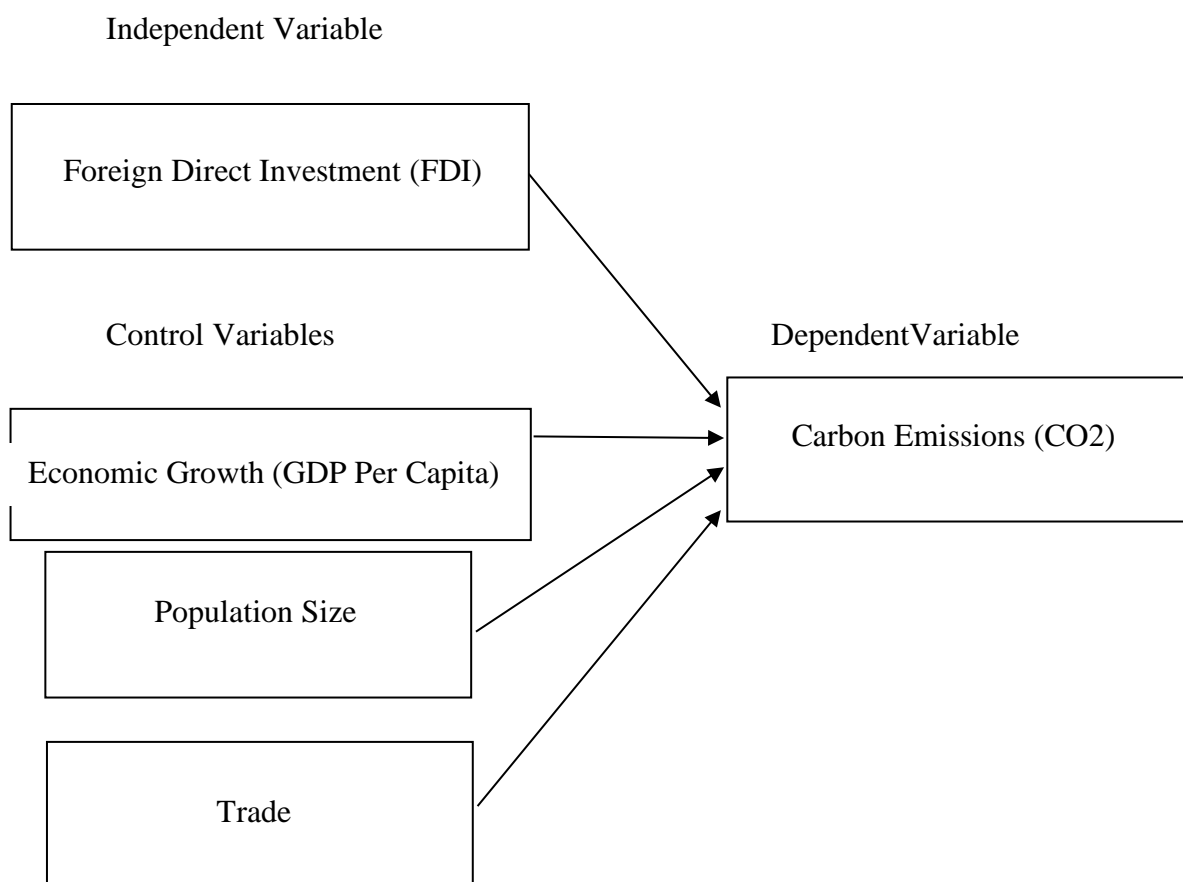 Independent Variable
Foreign Direct Investment (FDI)
Control Variables
DependentVariable
Carbon Emissions (CO2)
Economic Growth (GDP Per Capita)
Population Size
Trade